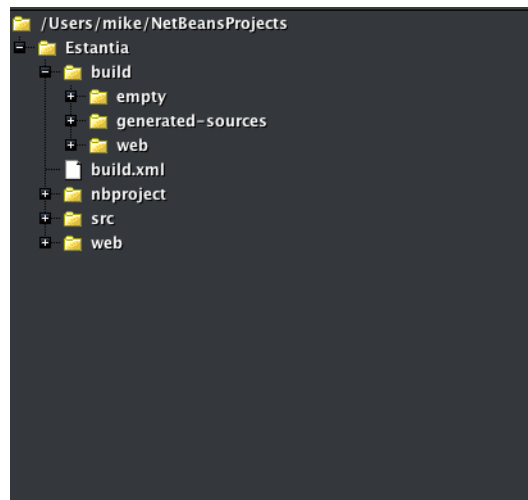 /Users/mike/NetBeansProjects
Estantia
build
empty
generated-sources
web
build.xml
nbproject
src
web